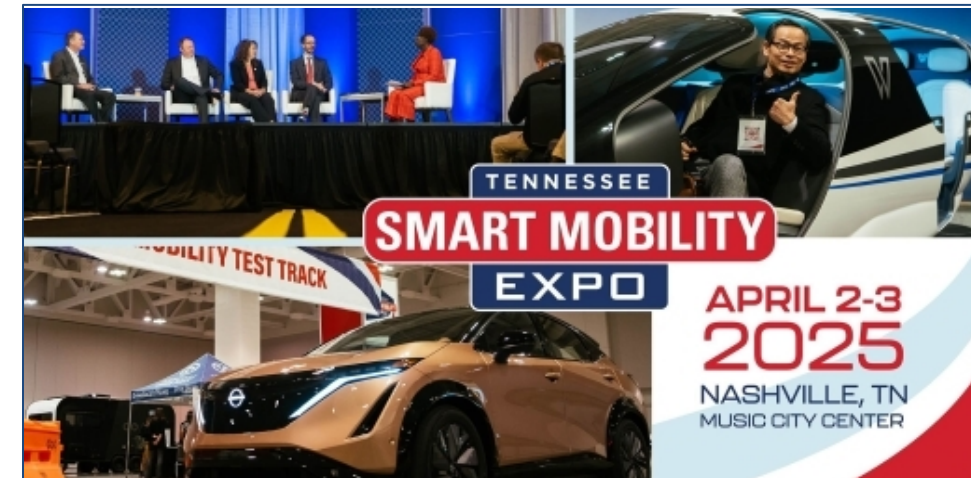 TENNESSEE
SMART MOBILITY
EXPO
MOBILITY TEST TRACK
APRIL 2-3
2025
NASHVILLE, TN
MUSIC CITY CENTER
W